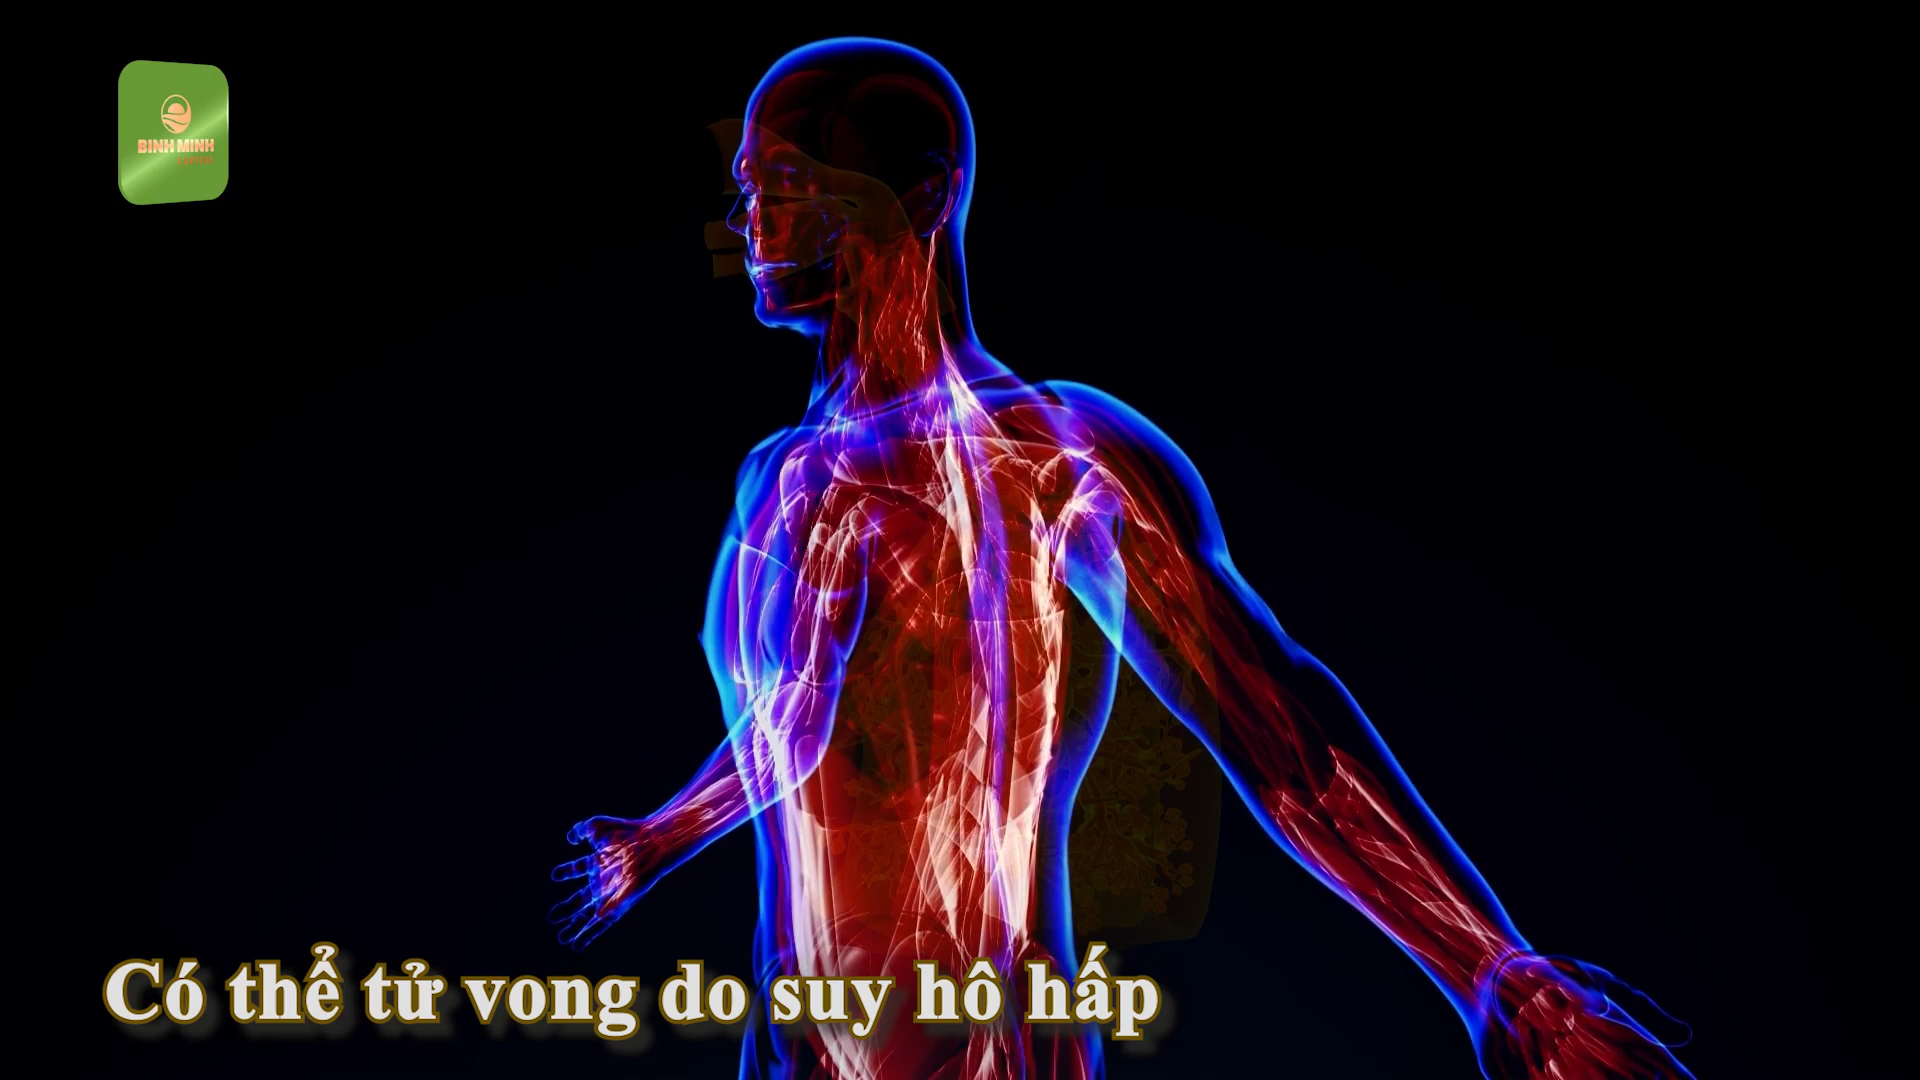 BINH MINH
Có thể tử vong do suy hô hấp